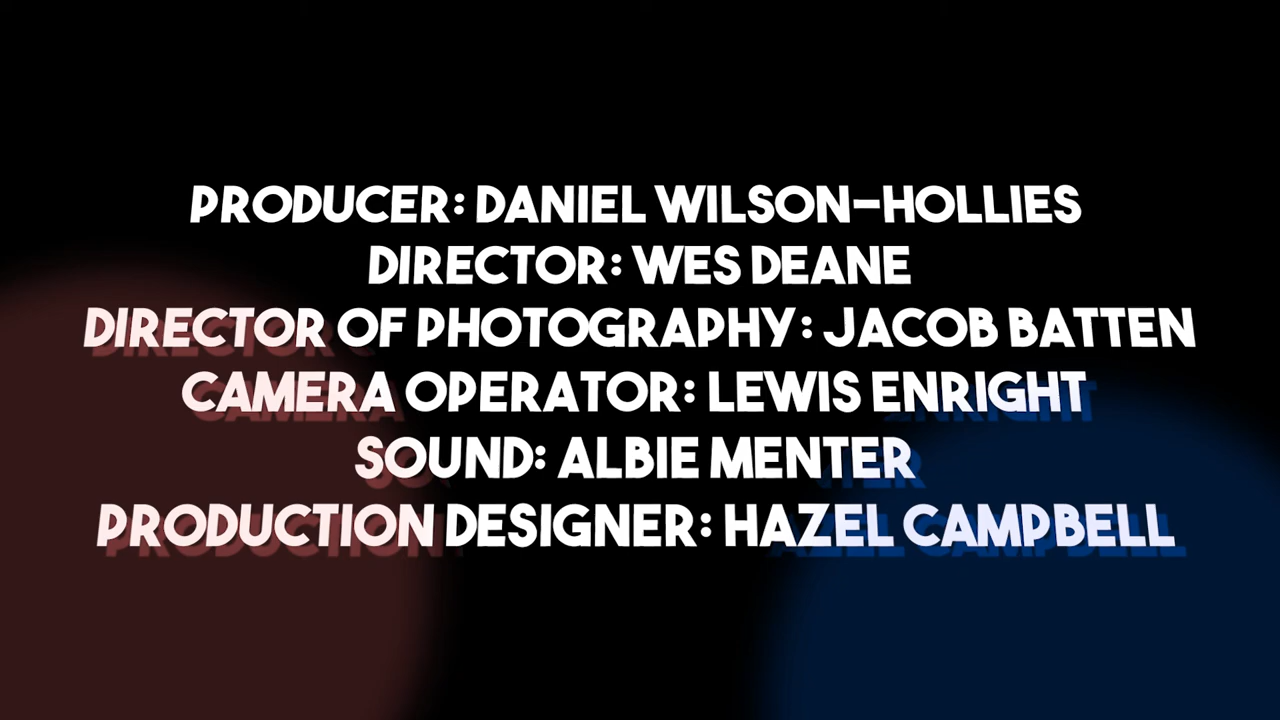 PRODUCER: DANIEL WILSON-HOLLIES
DIRECTOR: WES DEANE
DIRECTOR OF PHOTOGRAPHY: JACOB BATTEN
CAMERA OPERATOR: LEWIS ENRIGHT
SOUND: ALBIE MENTER
PRODUCTION DESIGNER: HAZEL CAMPBELL